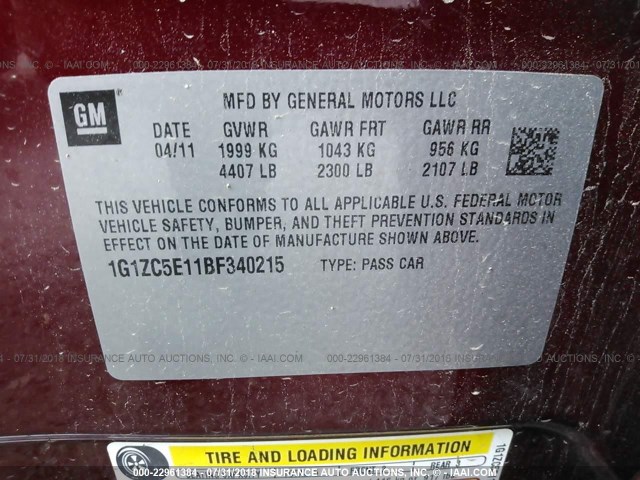 GM
MFD BY GENERAL MOTORS LLC
DATE GVWR GAWR FRT GAWR RR
04/11 1999 KG 1043 KG 956 KG
4407 LB 2300 LB 2107 LB
THIS VEHICLE CONFORMS TO ALL APPLICABLE U.S. FEDERAL MOTOR
VEHICLE SAFETY, BUMPER, AND THEFT PREVENTION STANDARDS IN
EFFECT ON THE DATE OF MANUFACTURE SHOWN ABOVE.
1G1ZC5E11BF340215 TYPE: PASS CAR
TIRE AND LOADING INFORMATION
REAR 3
1G1ZC
000-22961384 - 07/31/2018 INSURANCE AUTO AUCTIONS, INC. © - IAAI.COM